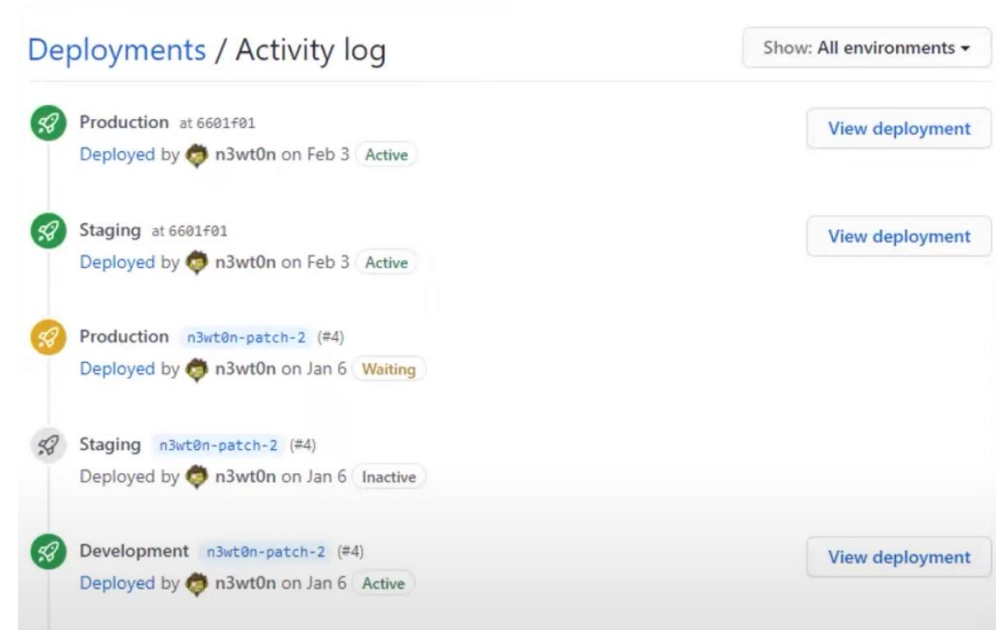 Deployments / Activity log
Show: All environments
Production at 6601f01
View deployment
Deployed by n3wt0n on Feb 3 Active
Staging at 6601f01
View deployment
Deployed by n3wt0n on Feb 3 Active
Production n3wt0n-patch-2 (#4)
Deployed by n3wt0n on Jan 6 Waiting
Staging n3wt0n-patch-2 (#4)
Deployed by n3wt0n on Jan 6 Inactive
Development n3wt0n-patch-2 (#4)
View deployment
Deployed by n3wt0n on Jan 6 Active